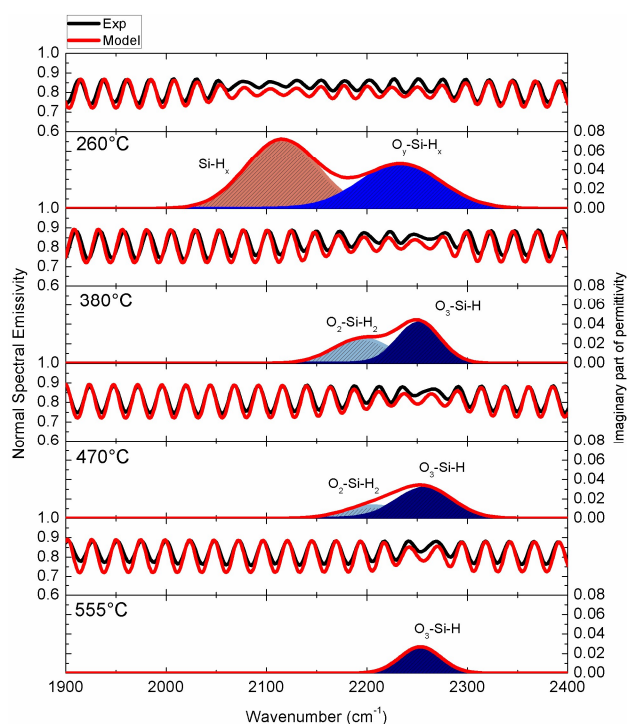 Exp
Model
1.0
0.9
0.8
0.6
0.08
260°C
Si-Hx
Oy-Si-Hx
0.06
0.04
0.02
1.0
0.00
0.9
0.8
0.7
0.6
0.08
380°C
O2-Si-H2
O3-Si-H
0.06
0.04
0.02
1.0
0.00
0.9
0.8
0.7
0.6
0.08
470°C
O2-Si-H2
O3-Si-H
0.06
0.04
0.02
1.0
0.00
0.9
0.8
0.7
0.6
0.08
555°C
O3-Si-H
0.06
0.04
0.02
0.00
1900
2000
2100
2200
2300
2400
Wavenumber (cm-1)
Normal Spectral Emissivity
Imaginary part of permittivity